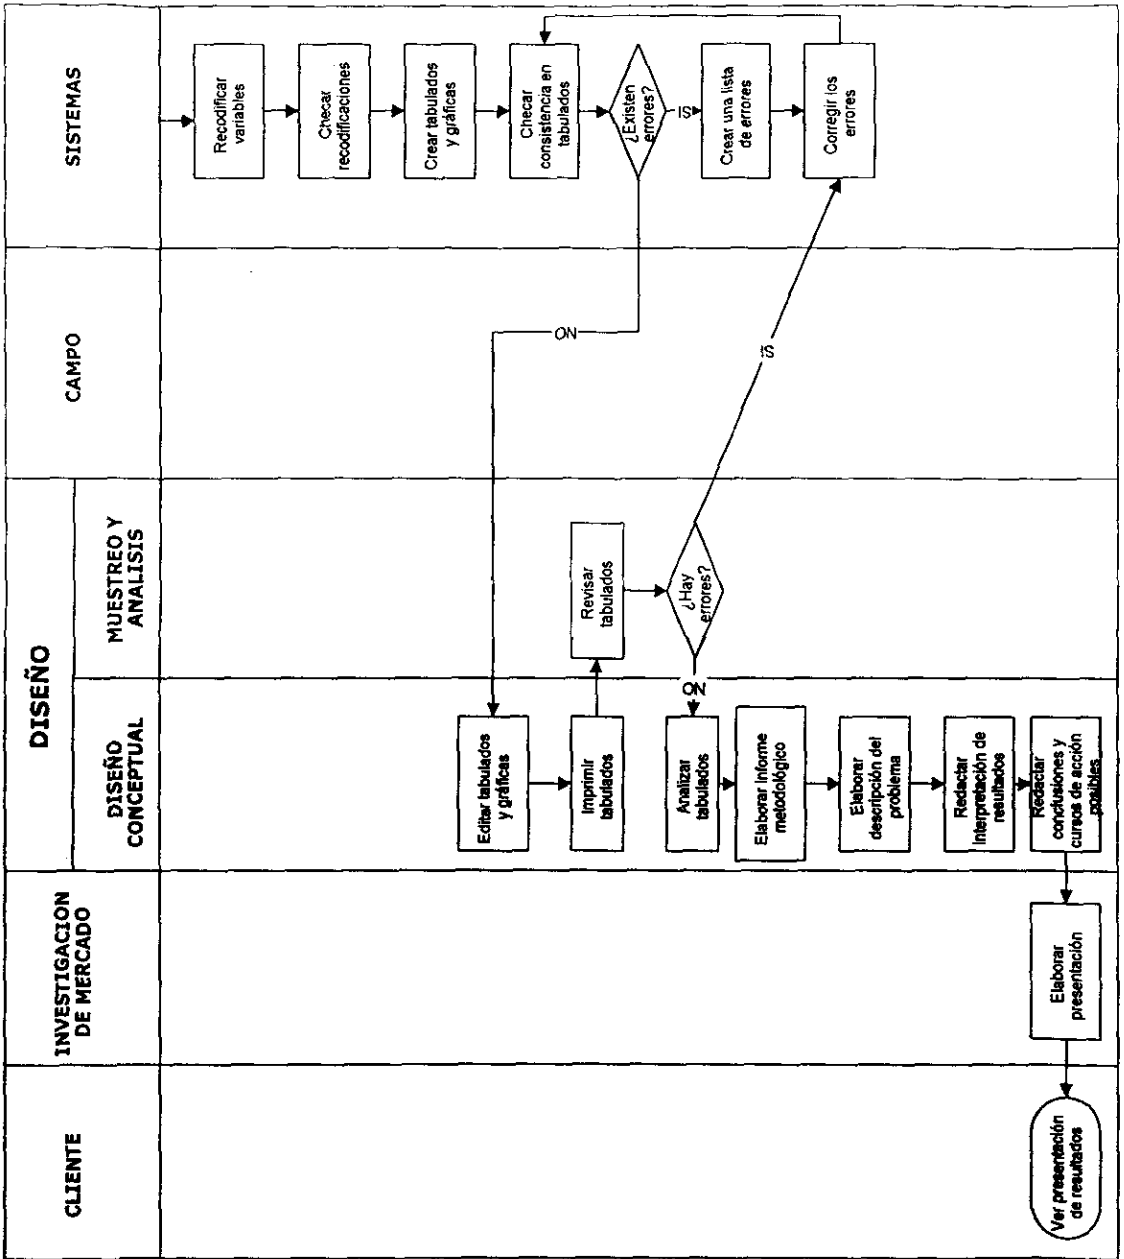 CLIENTE
INVESTIGACION
DE MERCADO
DISEÑO
DISEÑO
CONCEPTUAL
MUESTREO Y
ANALISIS
CAMPO
SISTEMAS
Recodificar
variables
Checar
recodificaciones
Crear tabulados
y gráficas
Checar
consistencia en
tabulados
¿Existen
errores?
SI
NO
Crear una lista
de errores
Corregir los
errores
Editar tabulados
y gráficas
Imprimir
tabulados
Revisar
tabulados
¿Hay
errores?
SI
NO
Analizar
tabulados
Elaborar Informe
metodológico
Elaborar
descripción del
problema
Redactar
Interpretación de
resultados
Redactar
conclusiones y
cursos de acción
posibles
Elaborar
presentación
Ver presentación
de resultados